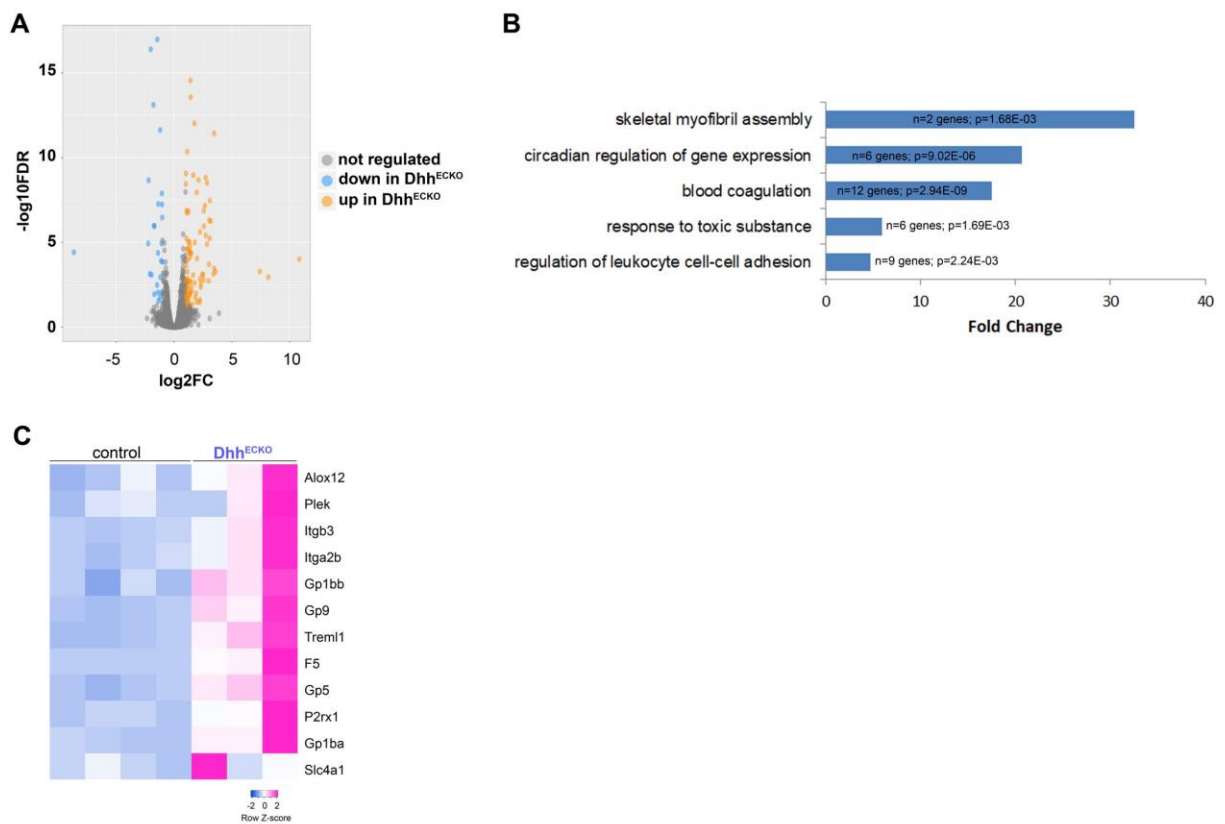 A
15
10
5
0
-log10FDR
-5
0
5
10
log2FC
not regulated
down in Dhh^ECKO
up in Dhh^ECKO
B
skeletal myofibril assembly
n=2 genes; p=1.68E-03
circadian regulation of gene expression
n=6 genes; p=9.02E-06
blood coagulation
n=12 genes; p=2.94E-09
response to toxic substance
n=6 genes; p=1.69E-03
regulation of leukocyte cell-cell adhesion
n=9 genes; p=2.24E-03
0
10
20
30
40
Fold Change
C
control
Dhh^ECKO
Alox12
Plek
Itgb3
Itga2b
Gp1bb
Gp9
Treml1
F5
Gp5
P2rx1
Gp1ba
Slc4a1
-2 0 2
Row Z-score